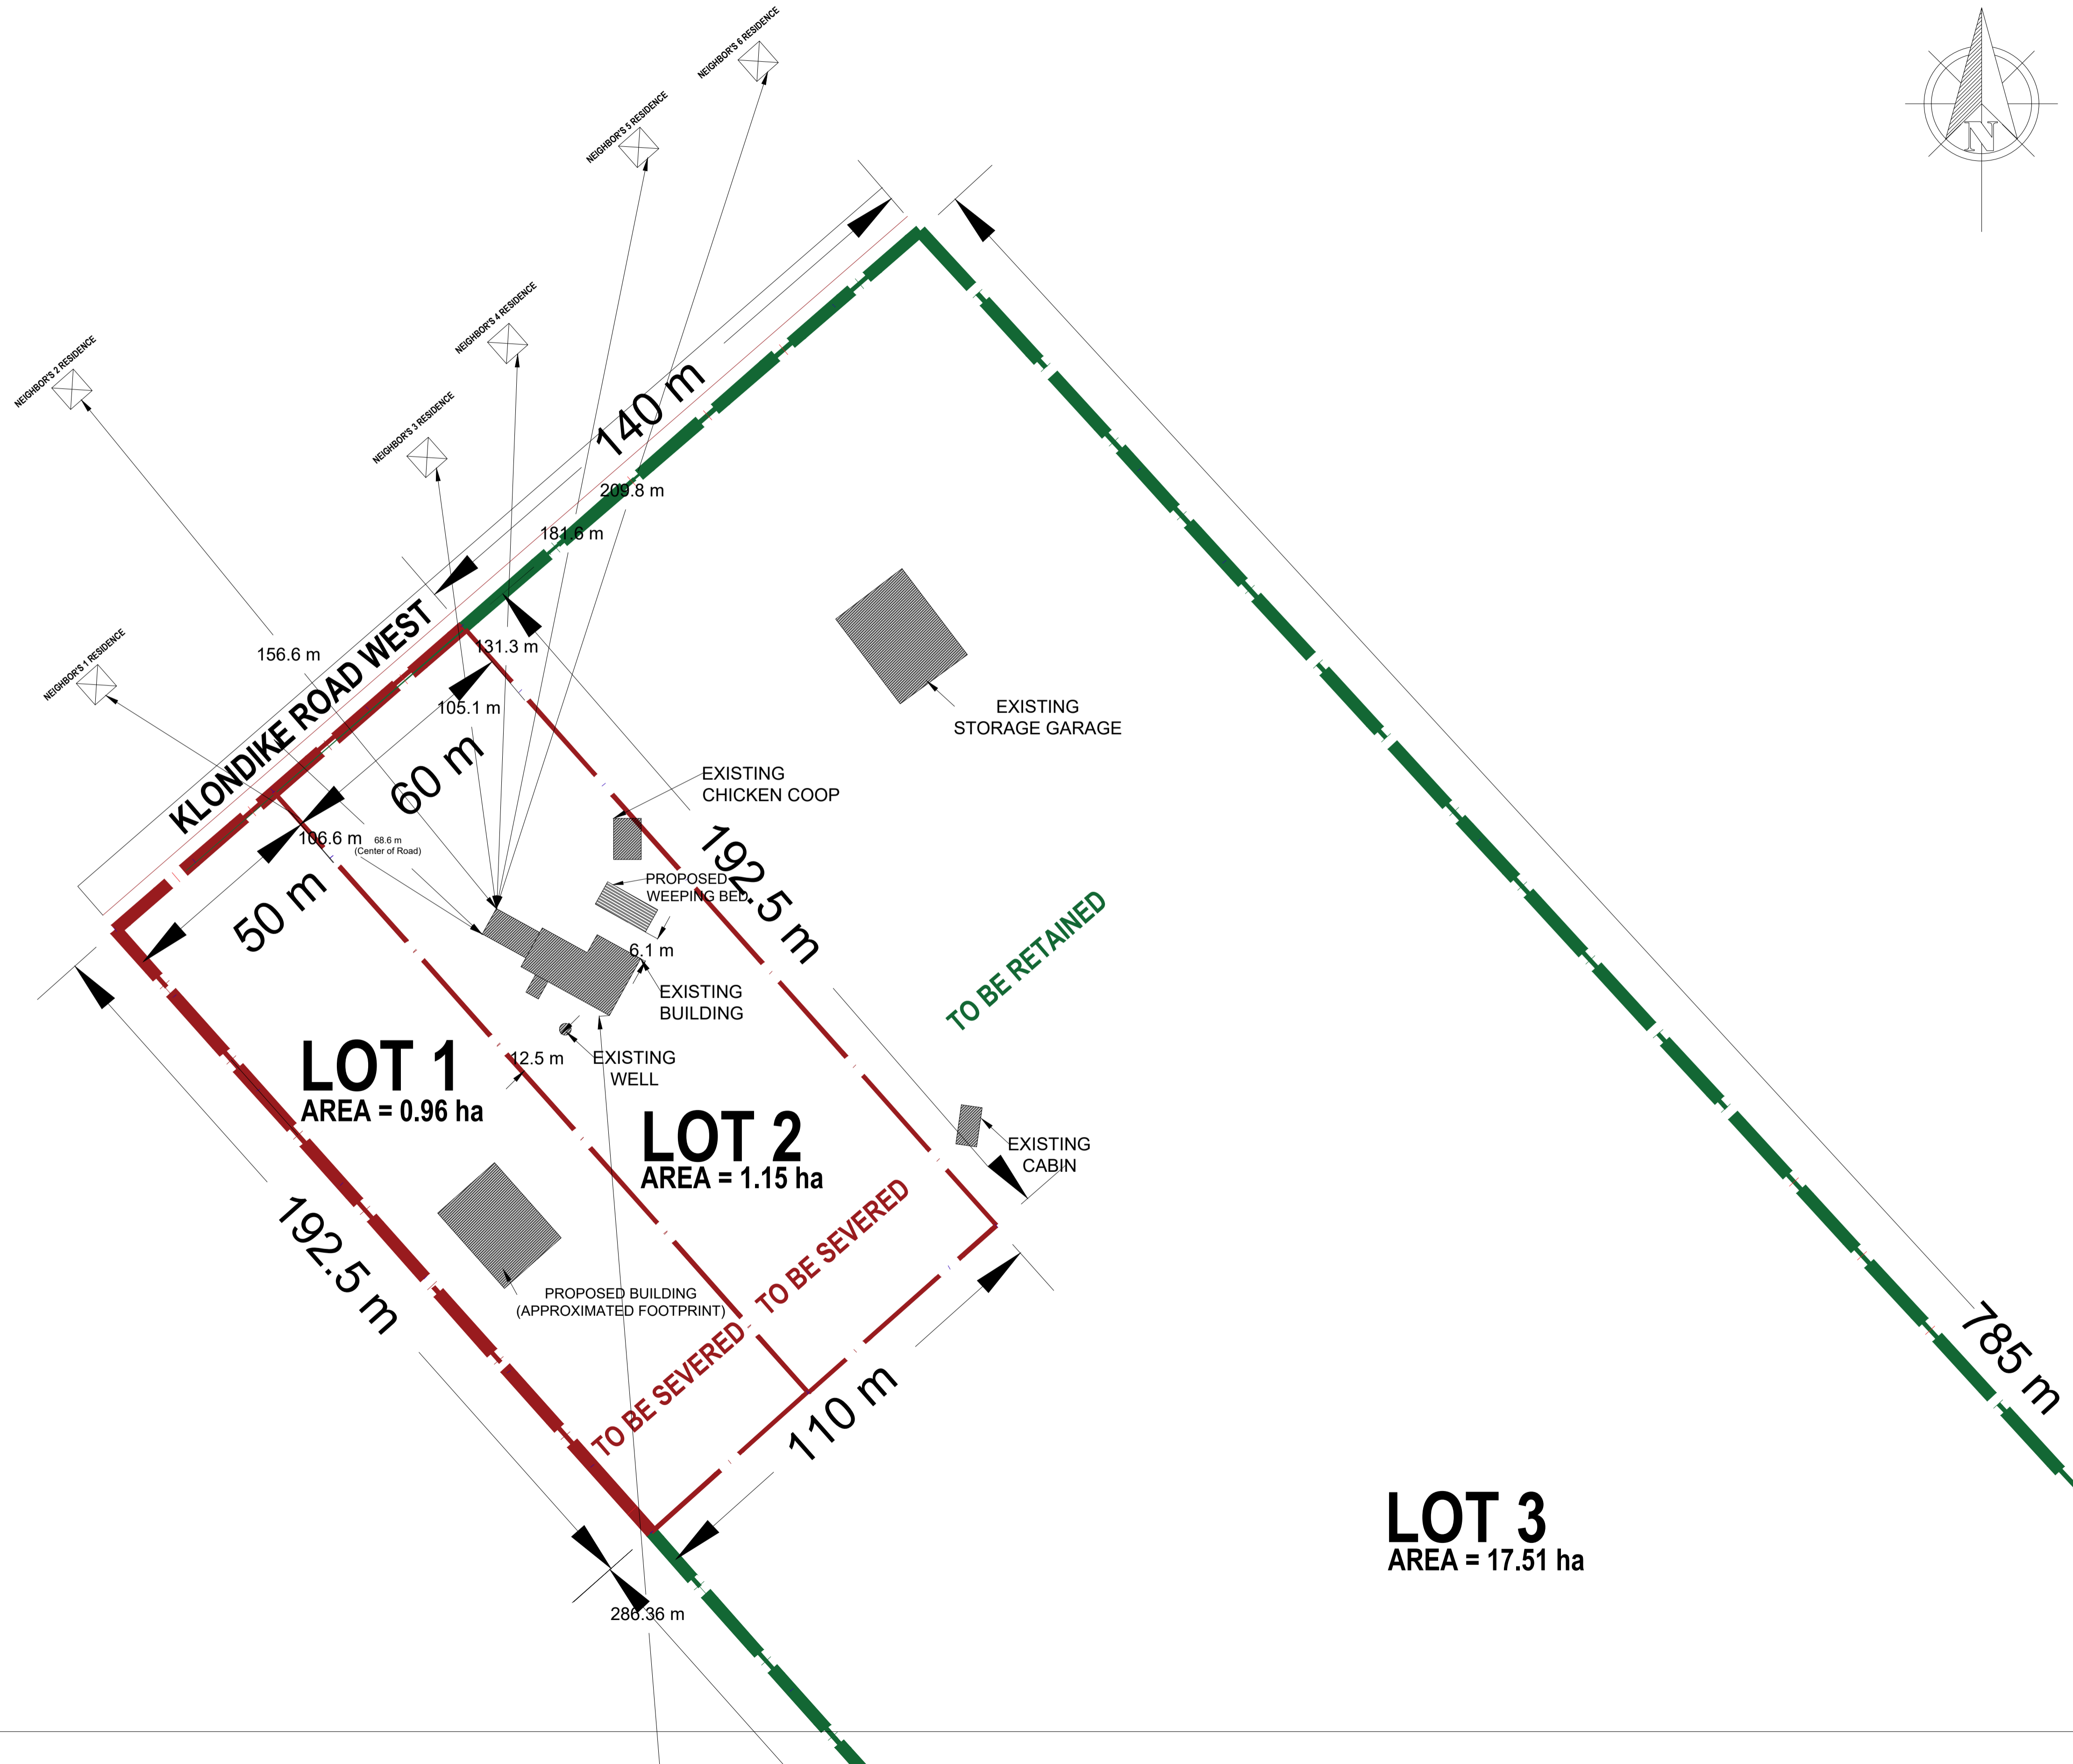 NEIGHBOR'S 6 RESIDENCE
NEIGHBOR'S 5 RESIDENCE
N
NEIGHBOR'S 4 RESIDENCE
NEIGHBOR'S 2 RESIDENCE
NEIGHBOR'S 3 RESIDENCE
140 m
209.8 m
181.6 m
NEIGHBOR'S 1 RESIDENCE
156.6 m
131.3 m
KLONDIKE ROAD WEST
105.1 m
60 m
EXISTING
STORAGE GARAGE
EXISTING
CHICKEN COOP
106.6 m
68.6 m
(Center of Road)
50 m
PROPOSED
WEEPING BED
192.5 m
6.1 m
EXISTING
BUILDING
TO BE RETAINED
12.5 m
EXISTING
WELL
LOT 1
AREA = 0.96 ha
LOT 2
AREA = 1.15 ha
EXISTING
CABIN
192.5 m
PROPOSED BUILDING
(APPROXIMATED FOOTPRINT)
TO BE SEVERED
TO BE SEVERED
110 m
785 m
LOT 3
AREA = 17.51 ha
286.36 m